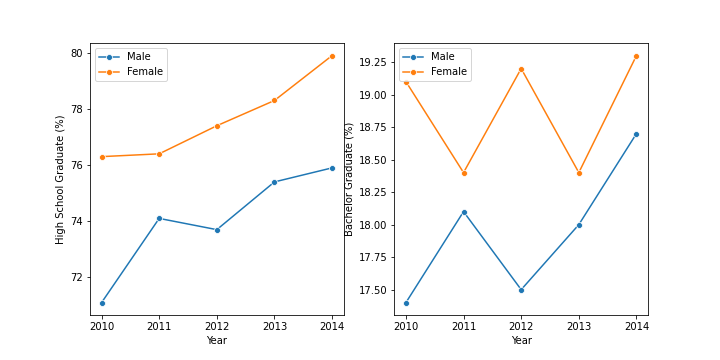 Male
Female
80
78
76
74
72
High School Graduate (%)
2010 2011 2012 2013 2014
Year
Male
Female
19.25
19.00
18.75
18.50
18.25
18.00
17.75
17.50
Bachelor Graduate (%)
2010 2011 2012 2013 2014
Year